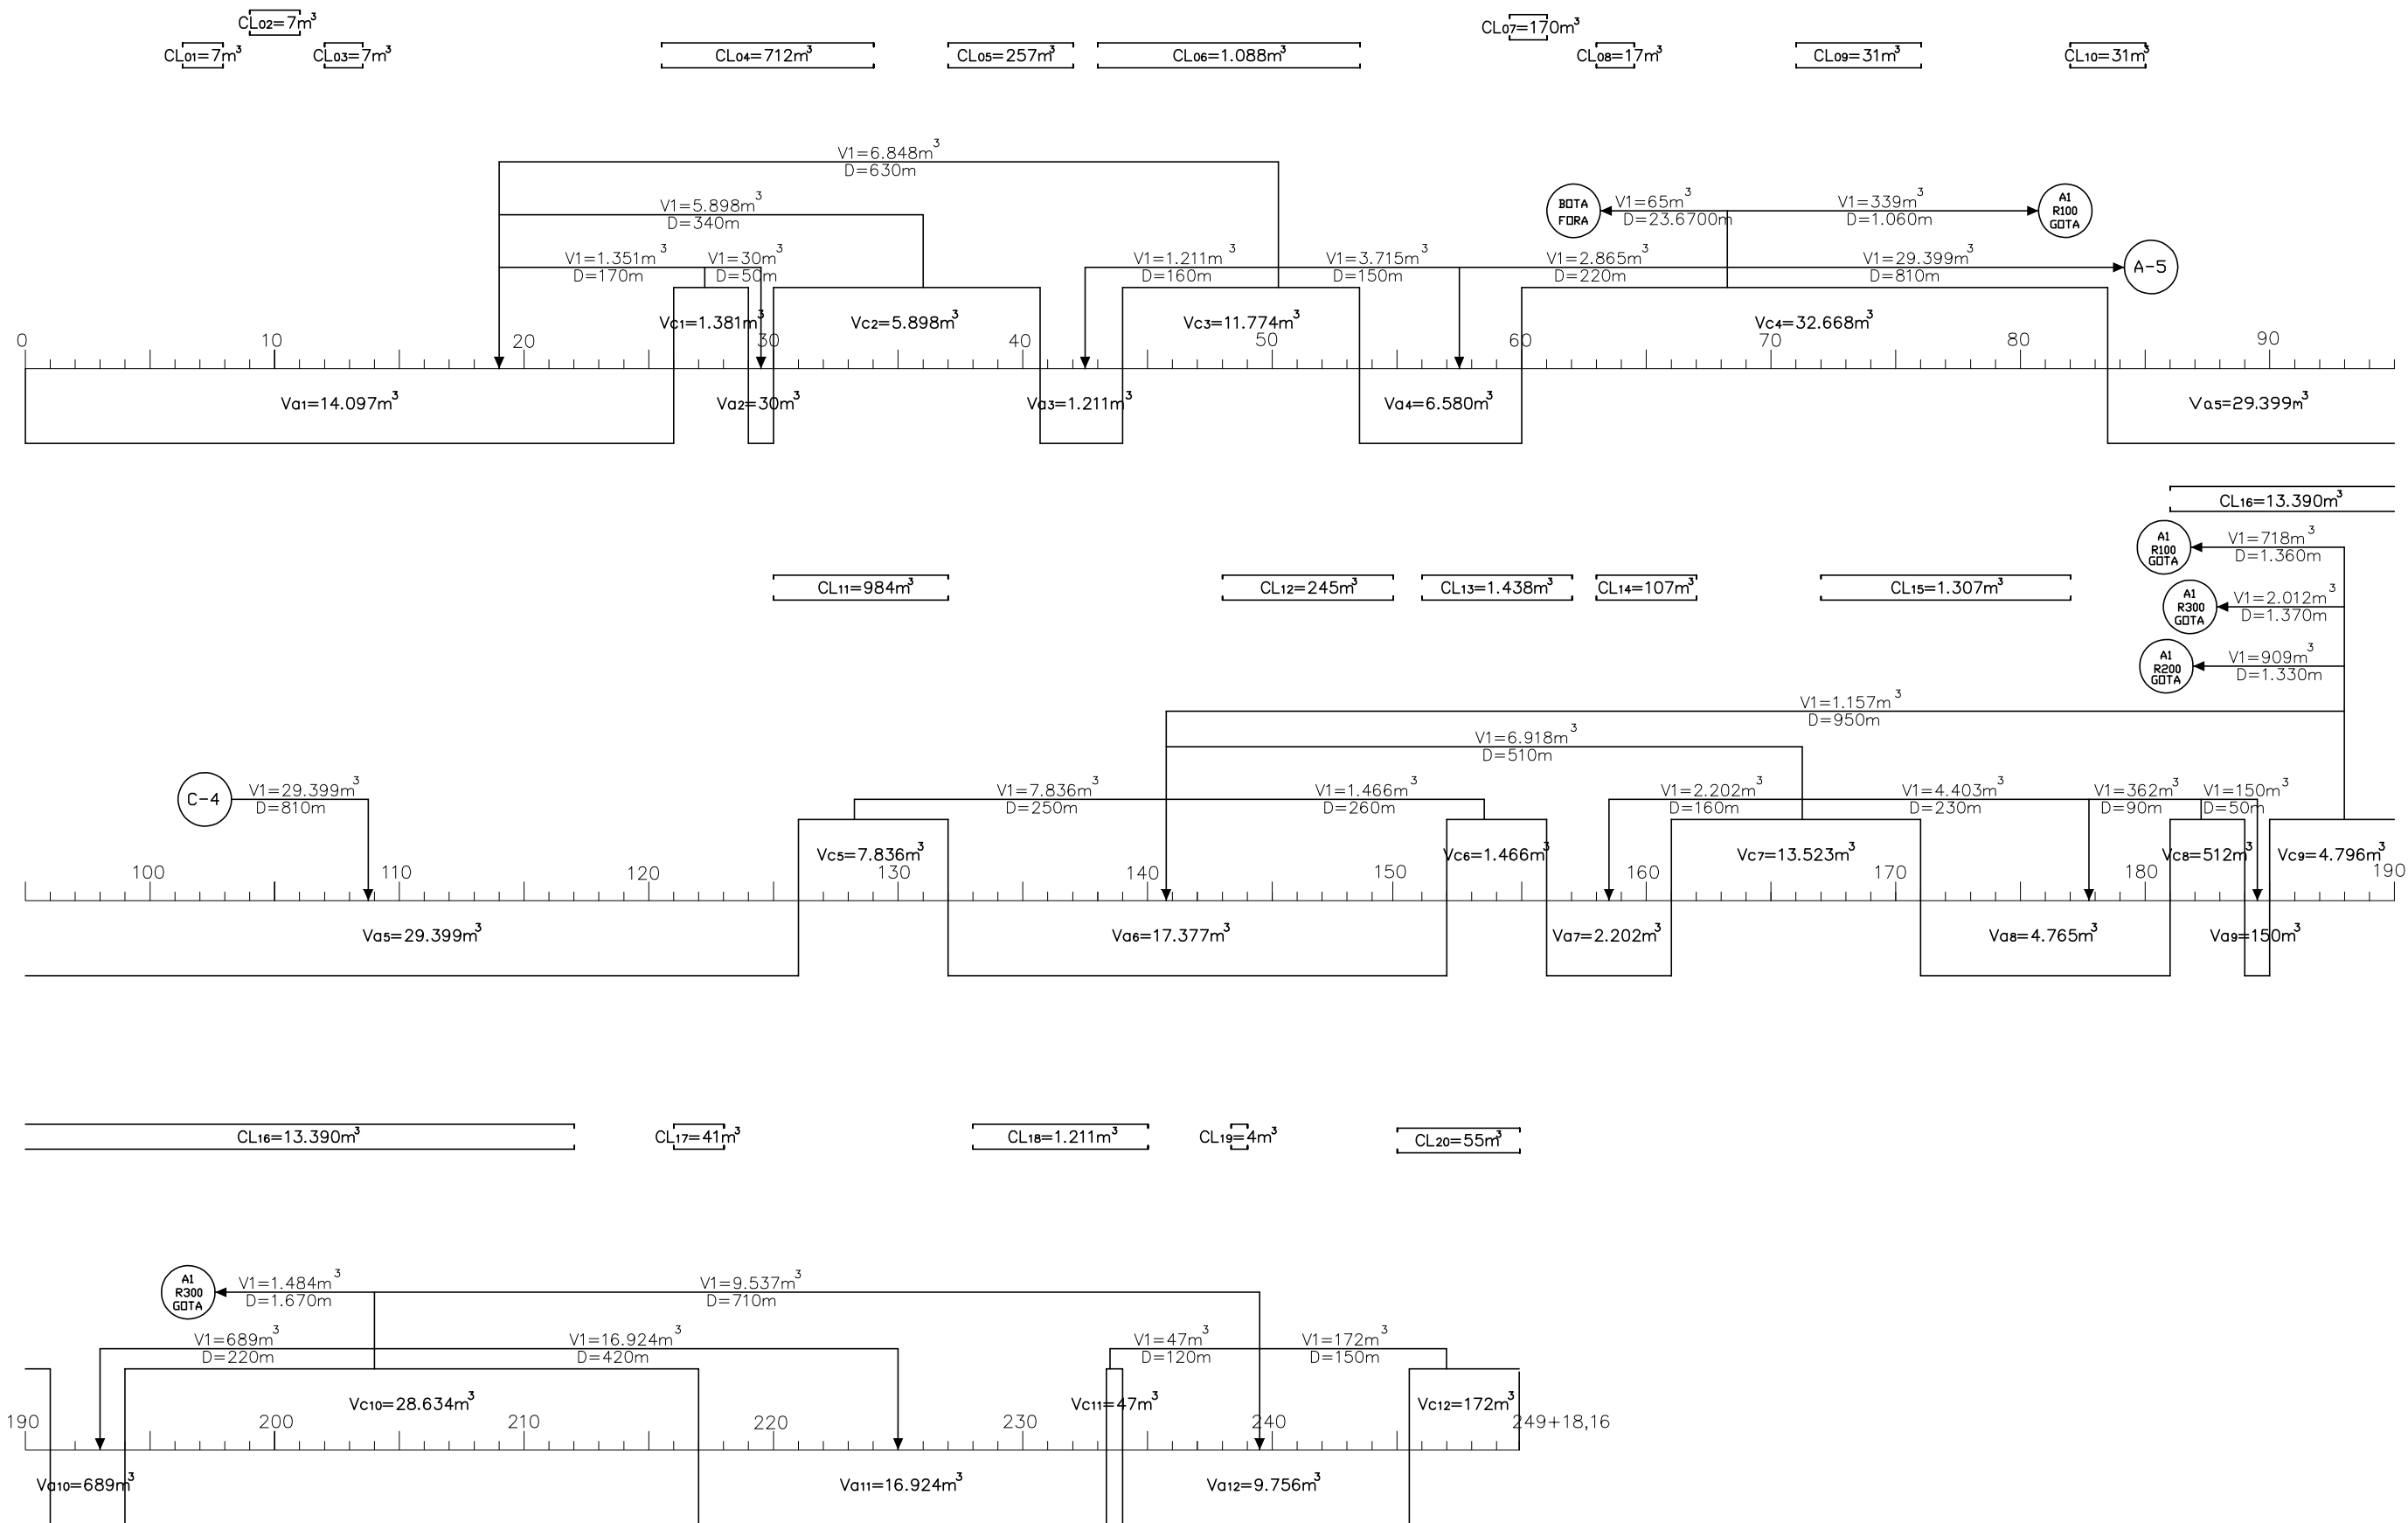 CL02=7m³
CL07=170m³
CL01=7m³
CL03=7m³
CL04=712m³
CL05=257m³
CL06=1.088m³
CL08=17m³
CL09=31m³
CL10=31m³
V1=6.848m³
D=630m
V1=5.898m³
D=340m
BOTA
FORA
V1=65m³
D=23.6700m
V1=339m³
D=1.060m
A1
R100
GOTA
V1=1.351m³
D=170m
V1=30m³
D=50m
V1=1.211m³
D=160m
V1=3.715m³
D=150m
V1=2.865m³
D=220m
V1=29.399m³
D=810m
A-5
Vc1=1.381m³
Vc2=5.898m³
Vc3=11.774m³
Vc4=32.668m³
0 10 20 30 40 50 60 70 80 90
Va1=14.097m³
Va2=30m³
Va3=1.211m³
Va4=6.580m³
Va5=29.399m³
CL16=13.390m³
A1
R100
GOTA
V1=718m³
D=1.360m
CL11=984m³
CL12=245m³
CL13=1.438m³
CL14=107m³
CL15=1.307m³
A1
R300
GOTA
V1=2.012m³
D=1.370m
A1
R200
GOTA
V1=909m³
D=1.330m
V1=1.157m³
D=950m
V1=6.918m³
D=510m
C-4
V1=29.399m³
D=810m
V1=7.836m³
D=250m
V1=1.466m³
D=260m
V1=2.202m³
D=160m
V1=4.403m³
D=230m
V1=362m³
D=90m
V1=150m³
D=50m
Vc5=7.836m³
Vc6=1.466m³
Vc7=13.523m³
Vc8=512m³
Vc9=4.796m³
100 110 120 130 140 150 160 170 180 190
Va5=29.399m³
Va6=17.377m³
Va7=2.202m³
Va8=4.765m³
Va9=150m³
CL16=13.390m³
CL17=41m³
CL18=1.211m³
CL19=4m³
CL20=55m³
A1
R300
GOTA
V1=1.484m³
D=1.670m
V1=9.537m³
D=710m
V1=689m³
D=220m
V1=16.924m³
D=420m
V1=47m³
D=120m
V1=172m³
D=150m
Vc10=28.634m³
Vc11=47m³
Vc12=172m³
190 200 210 220 230 240 249+18,16
Va10=689m³
Va11=16.924m³
Va12=9.756m³